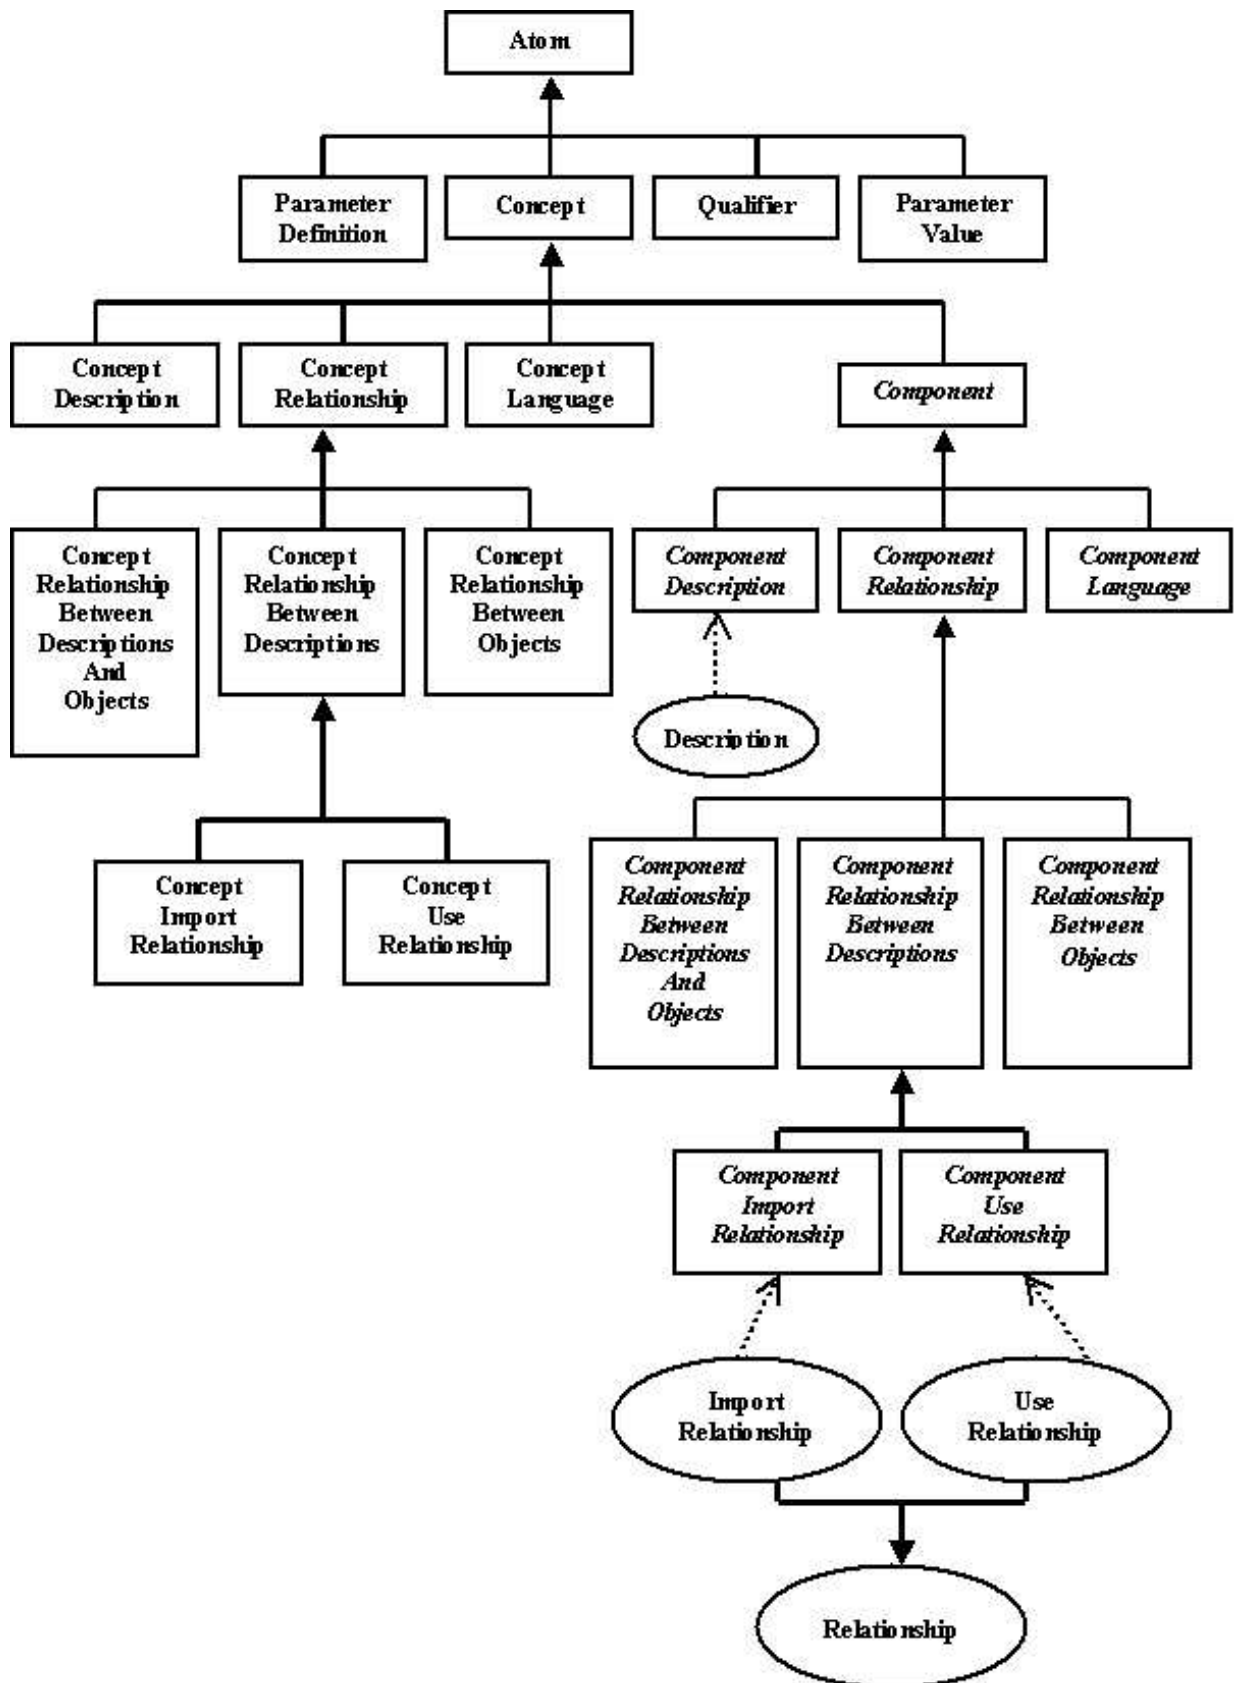 Atom
Parameter
Definition
Concept
Qualifier
Parameter
Value
Concept
Description
Concept
Relationship
Concept
Language
Component
Concept
Relationship
Between
Descriptions
And
Objects
Concept
Relationship
Between
Descriptions
Concept
Relationship
Between
Objects
Component
Description
Component
Relationship
Component
Language
Description
Concept
Import
Relationship
Concept
Use
Relationship
Component
Relationship
Between
Descriptions
And
Objects
Component
Relationship
Between
Descriptions
Component
Relationship
Between
Objects
Component
Import
Relationship
Component
Use
Relationship
Import
Relationship
Use
Relationship
Relationship